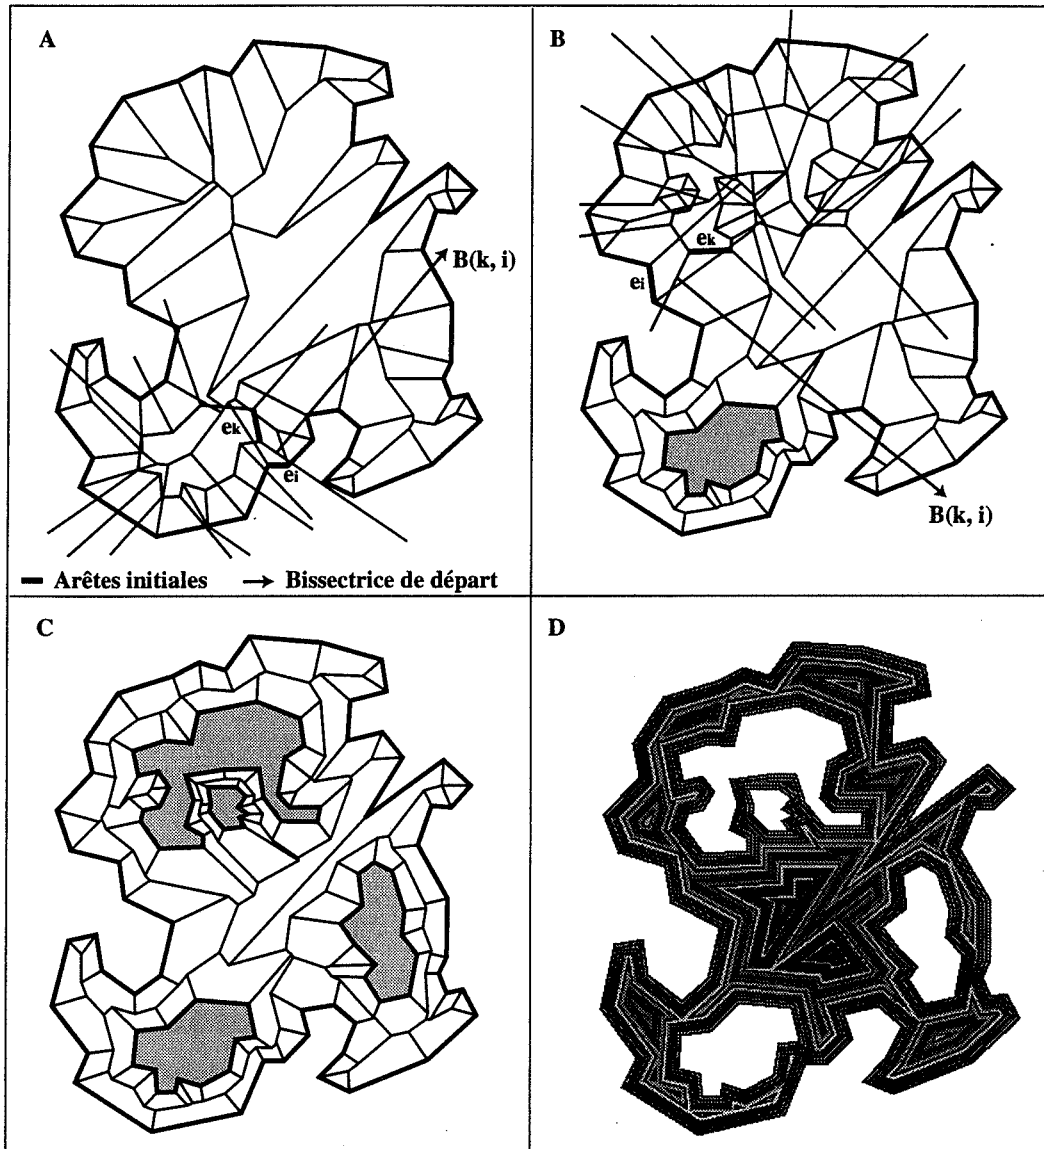 A
B
B(k, i)
ek
ei
ek
ei
B(k, i)
Arêtes initiales
Bissectrice de départ
C
D